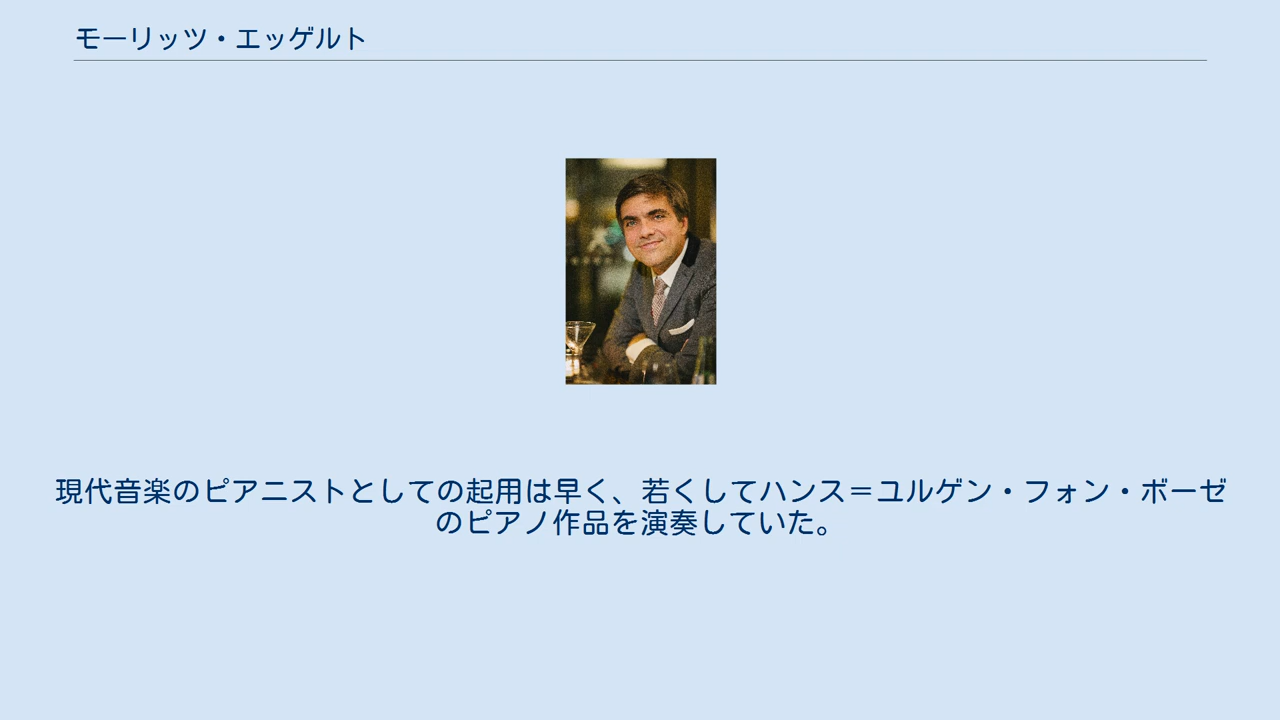 モーリッツ・エッゲルト
現代音楽のピアニストとしての起用は早く、若くしてハンス＝ユルゲン・フォン・ボーゼ
のピアノ作品を演奏していた。